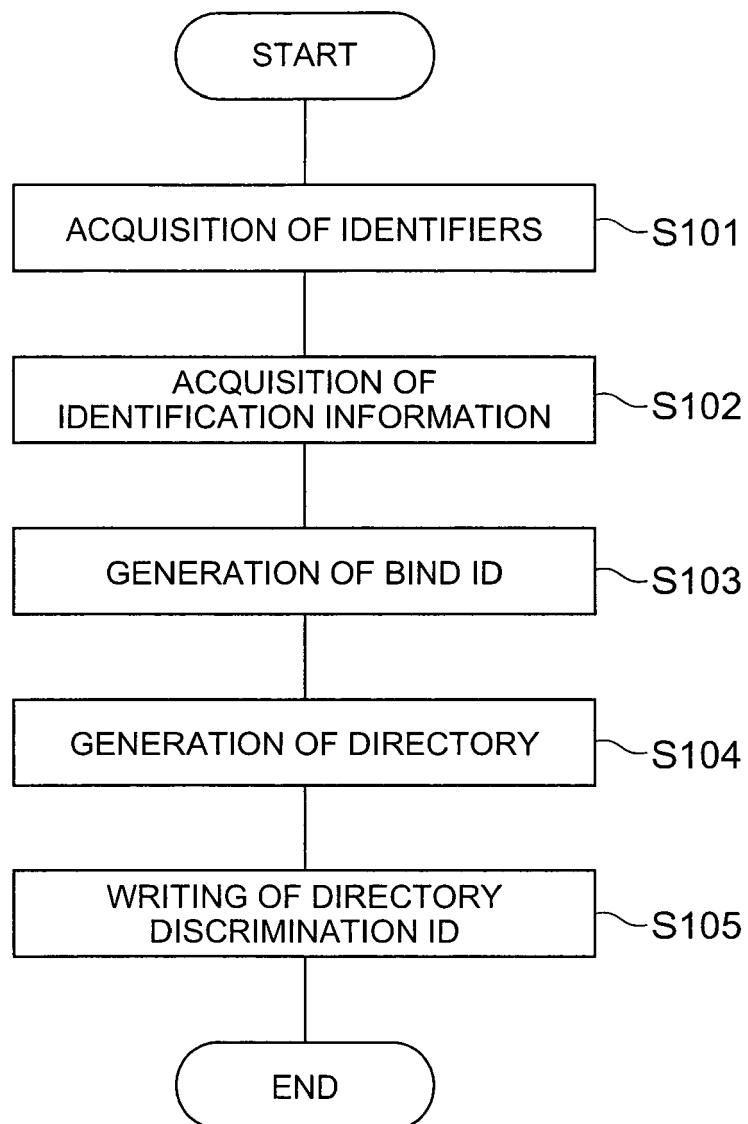 START
ACQUISITION OF IDENTIFIERS
S101
ACQUISITION OF
IDENTIFICATION INFORMATION
S102
GENERATION OF BIND ID
S103
GENERATION OF DIRECTORY
S104
WRITING OF DIRECTORY
DISCRIMINATION ID
S105
END